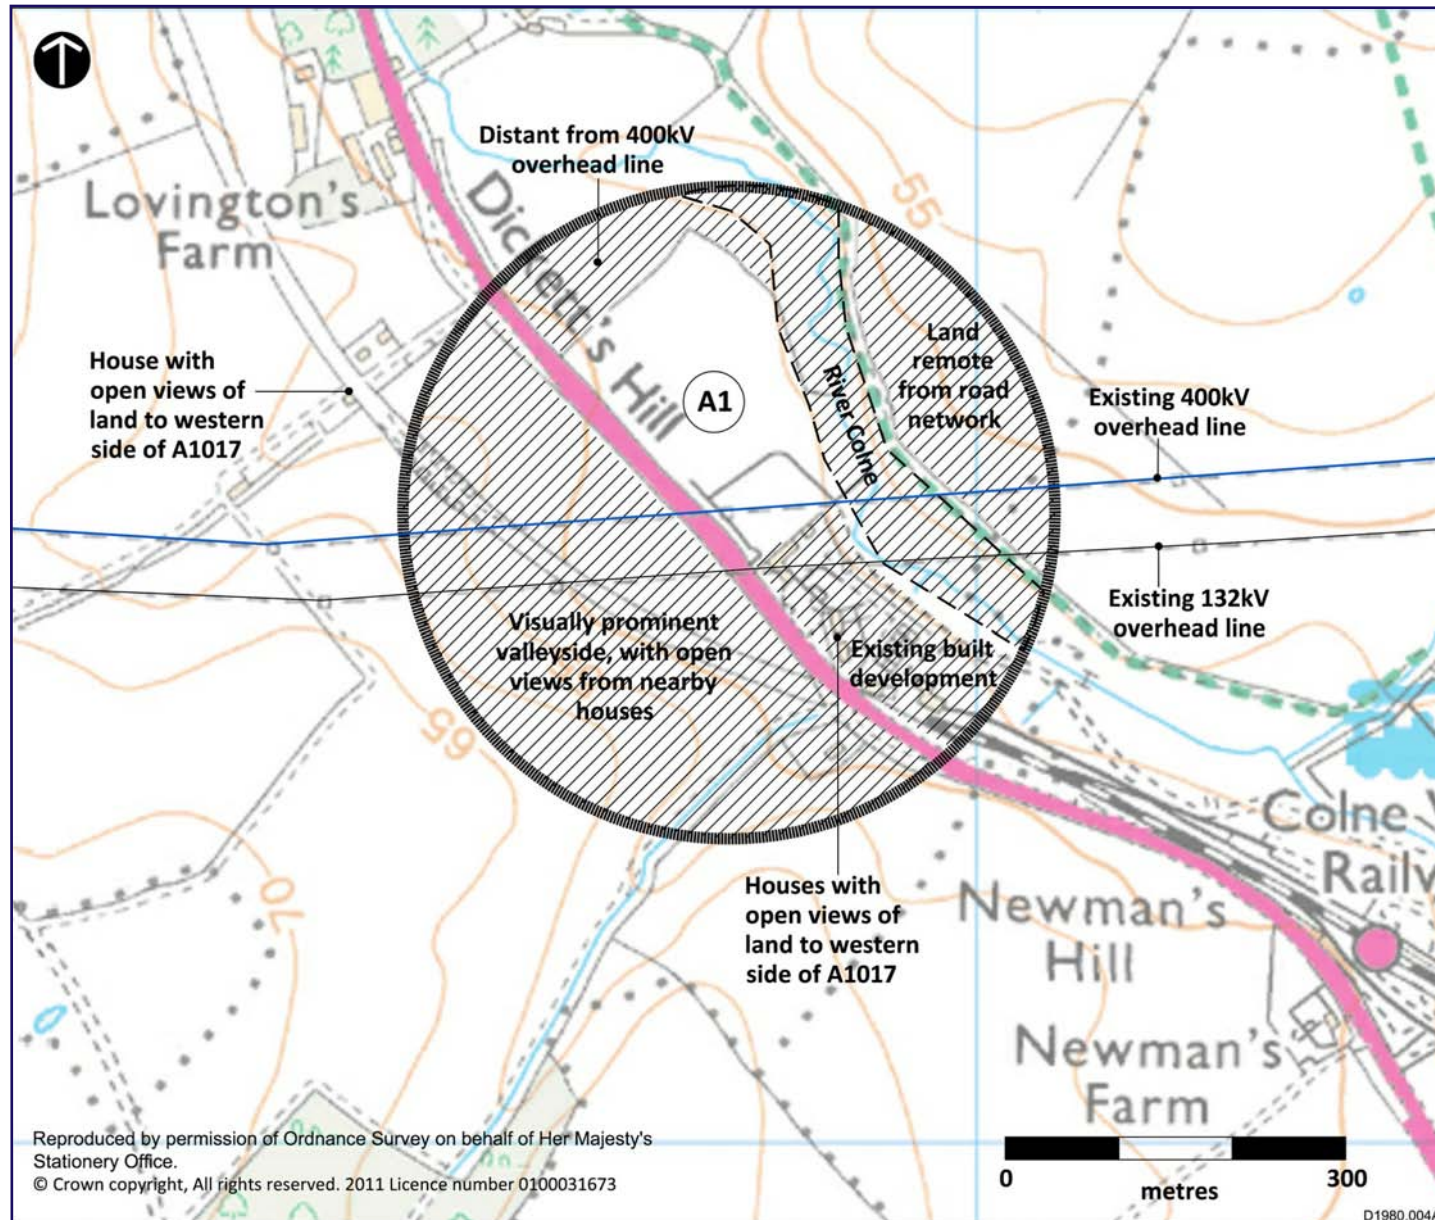 Distant from 400kV
overhead line
55
Lovington's
Farm
Dickett's Hill
House with
open views of
land to western
side of A1017
Land
remote
from road
network
A1
River Colne
Existing 400kV
overhead line
Existing 132kV
overhead line
Visually prominent
valleyside, with open
views from nearby
houses
Existing built
development
65
70
Houses with
open views of
land to western
side of A1017
Colne V
Railw
Newman's
Hill
Newman's
Farm
Reproduced by permission of Ordnance Survey on behalf of Her Majesty's
Stationery Office.
© Crown copyright, All rights reserved. 2011 Licence number 0100031673
0
300
metres
D1980.004A